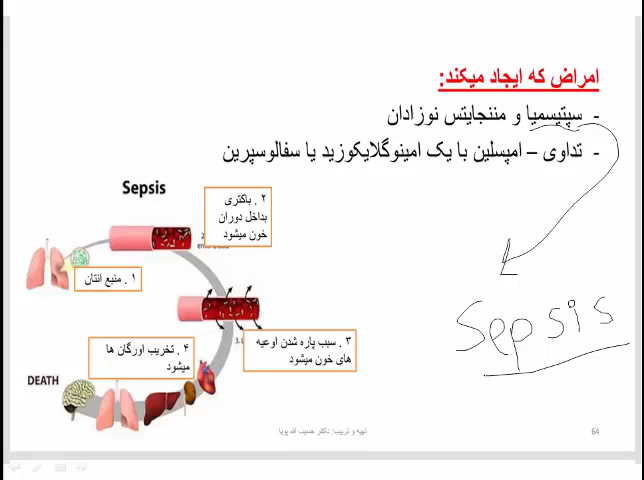 امراض که ایجاد میکند:
- سپتیسمیا و مننجایتس نوزادان
- تداوی – امپسلین با یک امینوگلایکوزید یا سفالوسپرین
Sepsis
۲ . باکتری
بداخل دوران
خون میشود
۱ . منبع انتان
۳ . سبب پاره شدن اوعیه
های خون میشود
۴ . تخریب اورگان ها
میشود
DEATH
Sepsis
تهیه و ترتیب: داکتر حسیب الله پویا
64